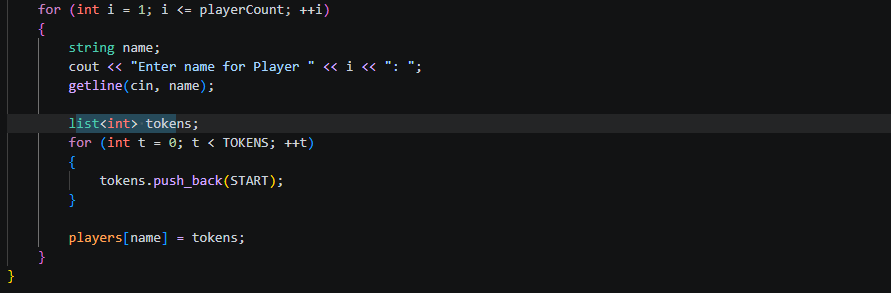 for (int i = 1; i <= playerCount; ++i)
{
string name;
cout << "Enter name for Player " << i << ": ";
getline(cin, name);
list<int> tokens;
for (int t = 0; t < TOKENS; ++t)
{
tokens.push_back(START);
}
players[name] = tokens;
}
}